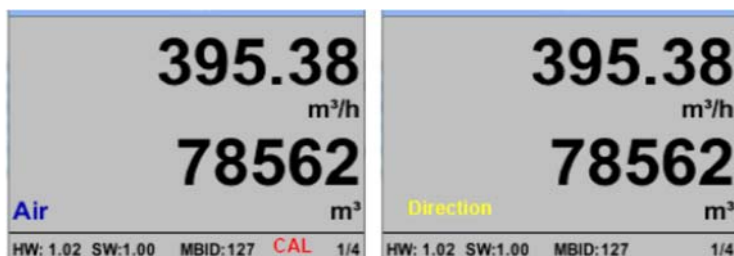 395.38
m³/h
78562
Air m³
HW: 1.02 SW:1.00 MBID:127 CAL 1/4
395.38
m³/h
78562
Direction m³
HW: 1.02 SW:1.00 MBID:127 1/4